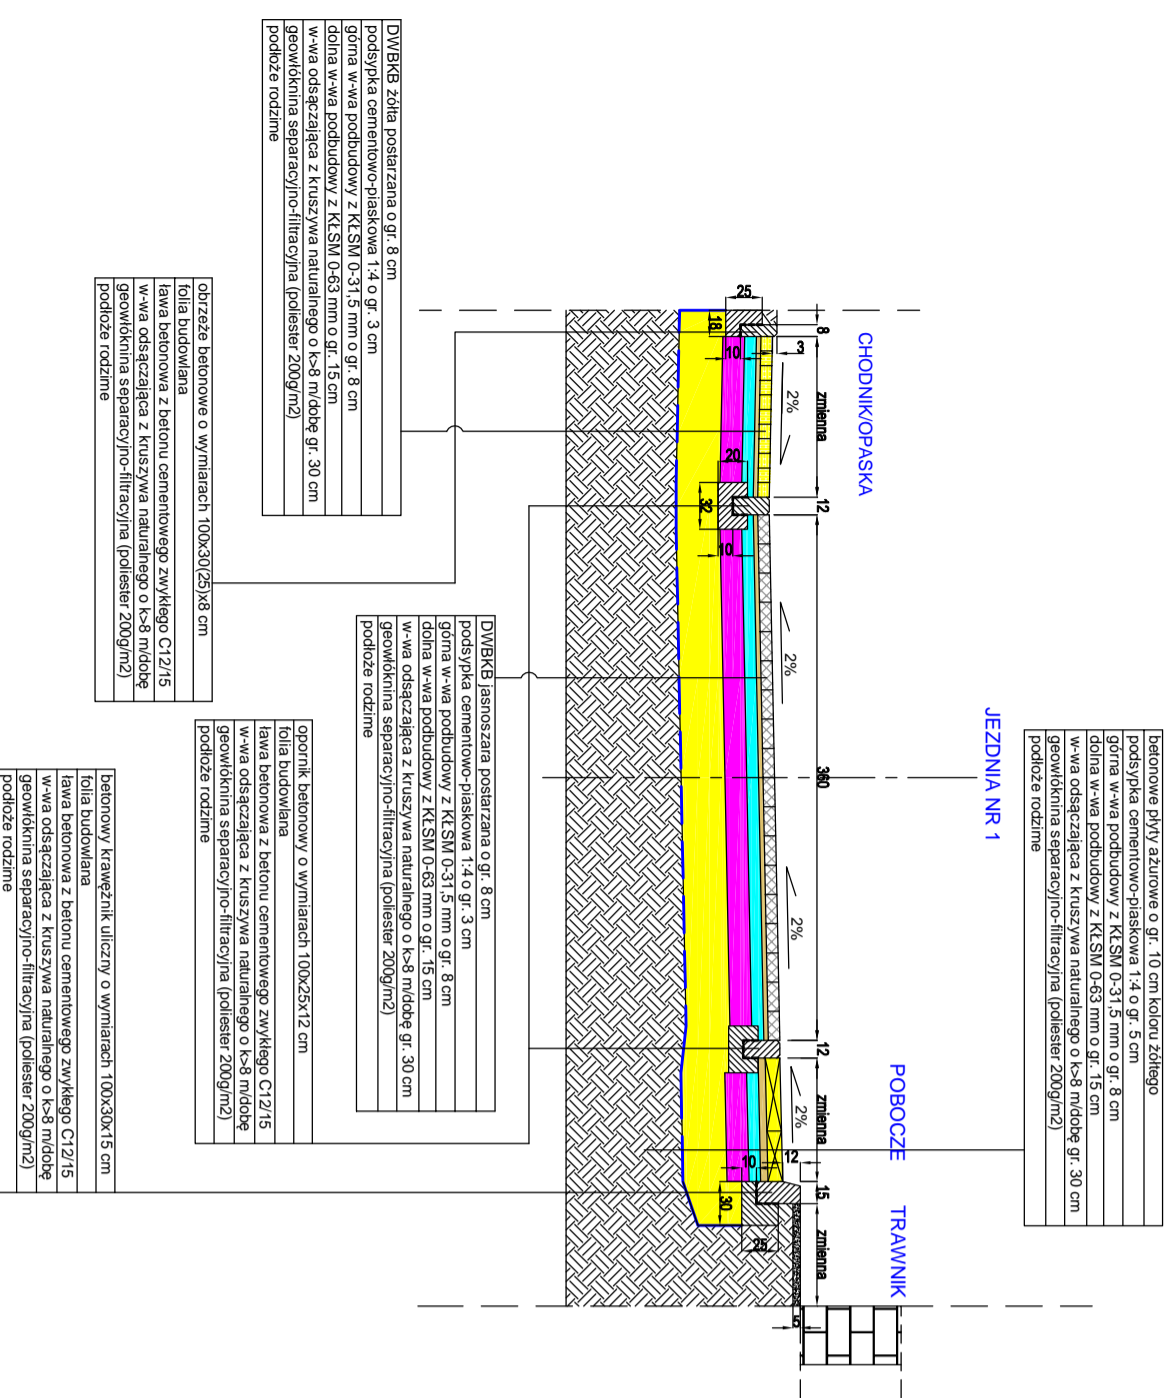 betonowe płyty ażurowe o gr. 10 cm koloru żółtego
podsypka cementowo-piaskowa 1:4 o gr. 5 cm
górna w-wa podbudowy z KŁSM 0-31,5 mm o gr. 8 cm
dolna w-wa podbudowy z KŁSM 0-63 mm o gr. 15 cm
w-wa odsączająca z kruszywa naturalnego o k>8 m/dobę gr. 30 cm
geowłóknina separacyjno-filtracyjna (poliester 200g/m2)
podłoże rodzime
CHODNIK/OPASKA
JEZDNIA NR 1
POBOCZE
TRAWNIK
8
zmienna
12
360
12
zmienna
15
zmienna
3
2%
2%
2%
2%
12
25
18
10
20
32
10
10
30
25
5
DWBKB żółta postarzana o gr. 8 cm
podsypka cementowo-piaskowa 1:4 o gr. 3 cm
górna w-wa podbudowy z KŁSM 0-31,5 mm o gr. 8 cm
dolna w-wa podbudowy z KŁSM 0-63 mm o gr. 15 cm
w-wa odsączająca z kruszywa naturalnego o k>8 m/dobę gr. 30 cm
geowłóknina separacyjno-filtracyjna (poliester 200g/m2)
podłoże rodzime
DWBKB jasnoszara postarzana o gr. 8 cm
podsypka cementowo-piaskowa 1:4 o gr. 3 cm
górna w-wa podbudowy z KŁSM 0-31,5 mm o gr. 8 cm
dolna w-wa podbudowy z KŁSM 0-63 mm o gr. 15 cm
w-wa odsączająca z kruszywa naturalnego o k>8 m/dobę gr. 30 cm
geowłóknina separacyjno-filtracyjna (poliester 200g/m2)
podłoże rodzime
obrzeże betonowe o wymiarach 100x30(25)x8 cm
folia budowlana
ława betonowa z betonu cementowego zwykłego C12/15
w-wa odsączająca z kruszywa naturalnego o k>8 m/dobę
geowłóknina separacyjno-filtracyjna (poliester 200g/m2)
podłoże rodzime
opornik betonowy o wymiarach 100x25x12 cm
folia budowlana
ława betonowa z betonu cementowego zwykłego C12/15
w-wa odsączająca z kruszywa naturalnego o k>8 m/dobę
geowłóknina separacyjno-filtracyjna (poliester 200g/m2)
podłoże rodzime
betonowy krawężnik uliczny o wymiarach 100x30x15 cm
folia budowlana
ława betonowa z betonu cementowego zwykłego C12/15
w-wa odsączająca z kruszywa naturalnego o k>8 m/dobę
geowłóknina separacyjno-filtracyjna (poliester 200g/m2)
podłoże rodzime